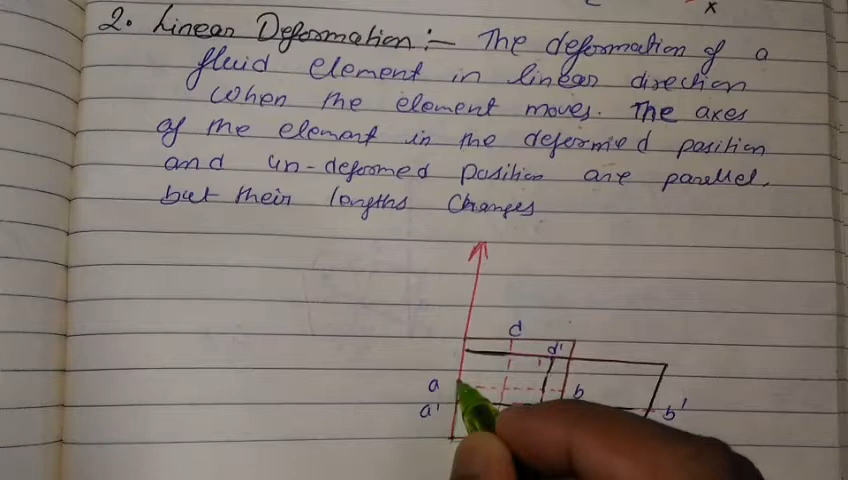 x
2. Linear Deformation :- The deformation of a
fluid element in linear direction
when the element moves. The axes
of the element in the deformed position
and un-deformed position are parallel.
but their lengths changes
d
d'
a
b
a'
b'